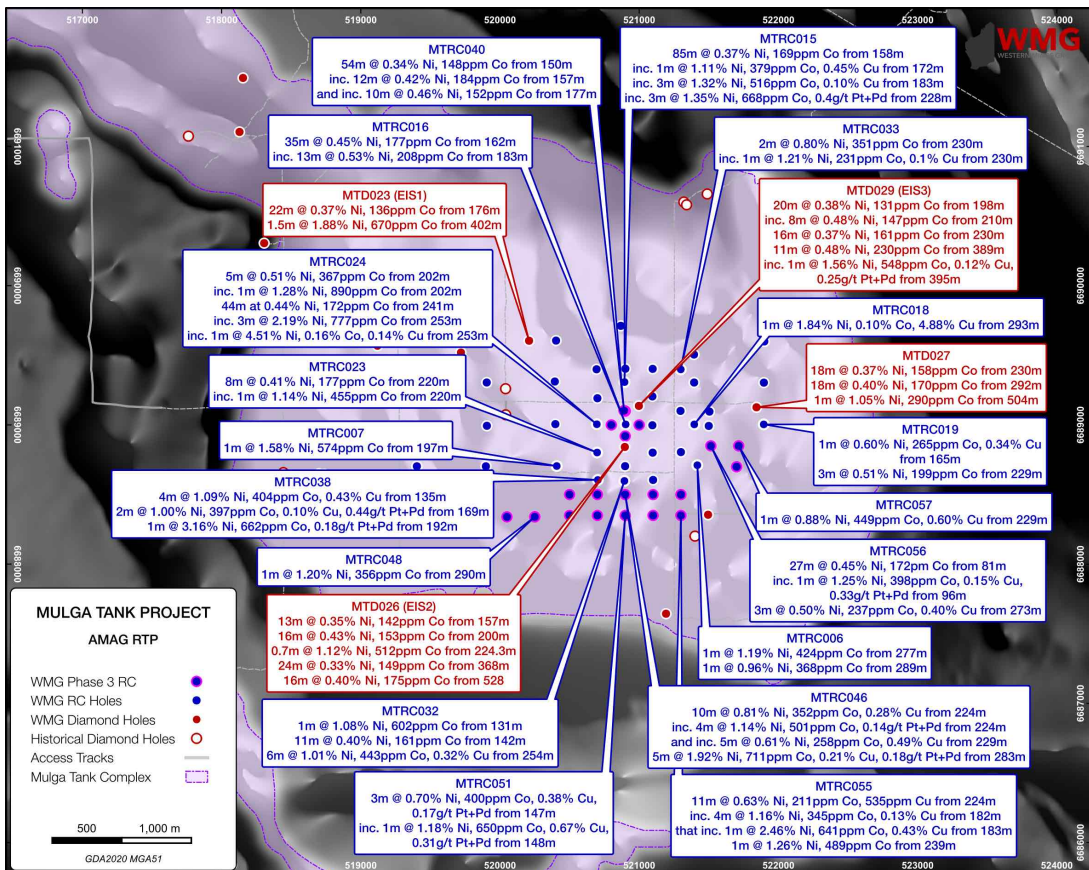 517000
518000
519000
520000
521000
522000
523000
524000
WMG
WESTERN
MTRC040
54m @ 0.34% Ni, 148ppm Co from 150m
inc. 12m @ 0.42% Ni, 184ppm Co from 157m
and inc. 10m @ 0.46% Ni, 152ppm Co from 177m
MTRC015
85m @ 0.37% Ni, 169ppm Co from 158m
inc. 1m @ 1.11% Ni, 379ppm Co, 0.45% Cu from 172m
inc. 3m @ 1.32% Ni, 516ppm Co, 0.10% Cu from 183m
inc. 3m @ 1.35% Ni, 668ppm Co, 0.4g/t Pt+Pd from 228m
MTRC016
35m @ 0.45% Ni, 177ppm Co from 162m
inc. 13m @ 0.53% Ni, 208ppm Co from 183m
MTRC033
2m @ 0.80% Ni, 351ppm Co from 230m
inc. 1m @ 1.21% Ni, 231ppm Co, 0.1% Cu from 230m
6691000
6691000
MTD023 (EIS1)
22m @ 0.37% Ni, 136ppm Co from 176m
1.5m @ 1.88% Ni, 670ppm Co from 402m
MTD029 (EIS3)
20m @ 0.38% Ni, 131ppm Co from 198m
inc. 8m @ 0.48% Ni, 147ppm Co from 210m
16m @ 0.37% Ni, 161ppm Co from 230m
11m @ 0.48% Ni, 230ppm Co from 389m
inc. 1m @ 1.56% Ni, 548ppm Co, 0.12% Cu,
0.25g/t Pt+Pd from 395m
MTRC024
5m @ 0.51% Ni, 367ppm Co from 202m
inc. 1m @ 1.28% Ni, 890ppm Co from 202m
44m at 0.44% Ni, 172ppm Co from 241m
inc. 3m @ 2.19% Ni, 777ppm Co from 253m
inc. 1m @ 4.51% Ni, 0.16% Co, 0.14% Cu from 253m
6690000
6690000
MTRC018
1m @ 1.84% Ni, 0.10% Co, 4.88% Cu from 293m
MTRC023
8m @ 0.41% Ni, 177ppm Co from 220m
inc. 1m @ 1.14% Ni, 455ppm Co from 220m
MTD027
18m @ 0.37% Ni, 158ppm Co from 230m
18m @ 0.40% Ni, 170ppm Co from 292m
1m @ 1.05% Ni, 290ppm Co from 504m
6689000
6689000
MTRC007
1m @ 1.58% Ni, 574ppm Co from 197m
MTRC019
1m @ 0.60% Ni, 265ppm Co, 0.34% Cu
from 165m
3m @ 0.51% Ni, 199ppm Co from 229m
MTRC038
4m @ 1.09% Ni, 404ppm Co, 0.43% Cu from 135m
2m @ 1.00% Ni, 397ppm Co, 0.10% Cu, 0.44g/t Pt+Pd from 169m
1m @ 3.16% Ni, 662ppm Co, 0.18g/t Pt+Pd from 192m
MTRC057
1m @ 0.88% Ni, 449ppm Co, 0.60% Cu from 229m
MTRC048
1m @ 1.20% Ni, 356ppm Co from 290m
MTRC056
27m @ 0.45% Ni, 172pm Co from 81m
inc. 1m @ 1.25% Ni, 398ppm Co, 0.15% Cu,
0.33g/t Pt+Pd from 96m
3m @ 0.50% Ni, 237ppm Co, 0.40% Cu from 273m
6688000
6688000
MTD026 (EIS2)
13m @ 0.35% Ni, 142ppm Co from 157m
16m @ 0.43% Ni, 153ppm Co from 200m
0.7m @ 1.12% Ni, 512ppm Co from 224.3m
24m @ 0.33% Ni, 149ppm Co from 368m
16m @ 0.40% Ni, 175ppm Co from 528
MTRC006
1m @ 1.19% Ni, 424ppm Co from 277m
1m @ 0.96% Ni, 368ppm Co from 289m
MTRC032
1m @ 1.08% Ni, 602ppm Co from 131m
11m @ 0.40% Ni, 161ppm Co from 142m
6m @ 1.01% Ni, 443ppm Co, 0.32% Cu from 254m
MTRC046
10m @ 0.81% Ni, 352ppm Co, 0.28% Cu from 224m
inc. 4m @ 1.14% Ni, 501ppm Co, 0.14g/t Pt+Pd from 224m
and inc. 5m @ 0.61% Ni, 258ppm Co, 0.49% Cu from 229m
5m @ 1.92% Ni, 711ppm Co, 0.21% Cu, 0.18g/t Pt+Pd from 283m
6687000
MTRC051
3m @ 0.70% Ni, 400ppm Co, 0.38% Cu,
0.17g/t Pt+Pd from 147m
inc. 1m @ 1.18% Ni, 650ppm Co, 0.67% Cu,
0.31g/t Pt+Pd from 148m
MTRC055
11m @ 0.63% Ni, 211ppm Co, 535ppm Cu from 224m
inc. 4m @ 1.16% Ni, 345ppm Co, 0.13% Cu from 182m
that inc. 1m @ 2.46% Ni, 641ppm Co, 0.43% Cu from 183m
1m @ 1.26% Ni, 489ppm Co from 239m
6686000
MULGA TANK PROJECT
AMAG RTP
WMG Phase 3 RC
WMG RC Holes
WMG Diamond Holes
Historical Diamond Holes
Access Tracks
Mulga Tank Complex
500
1,000 m
GDA2020 MGA51
519000
520000
521000
522000
523000
524000